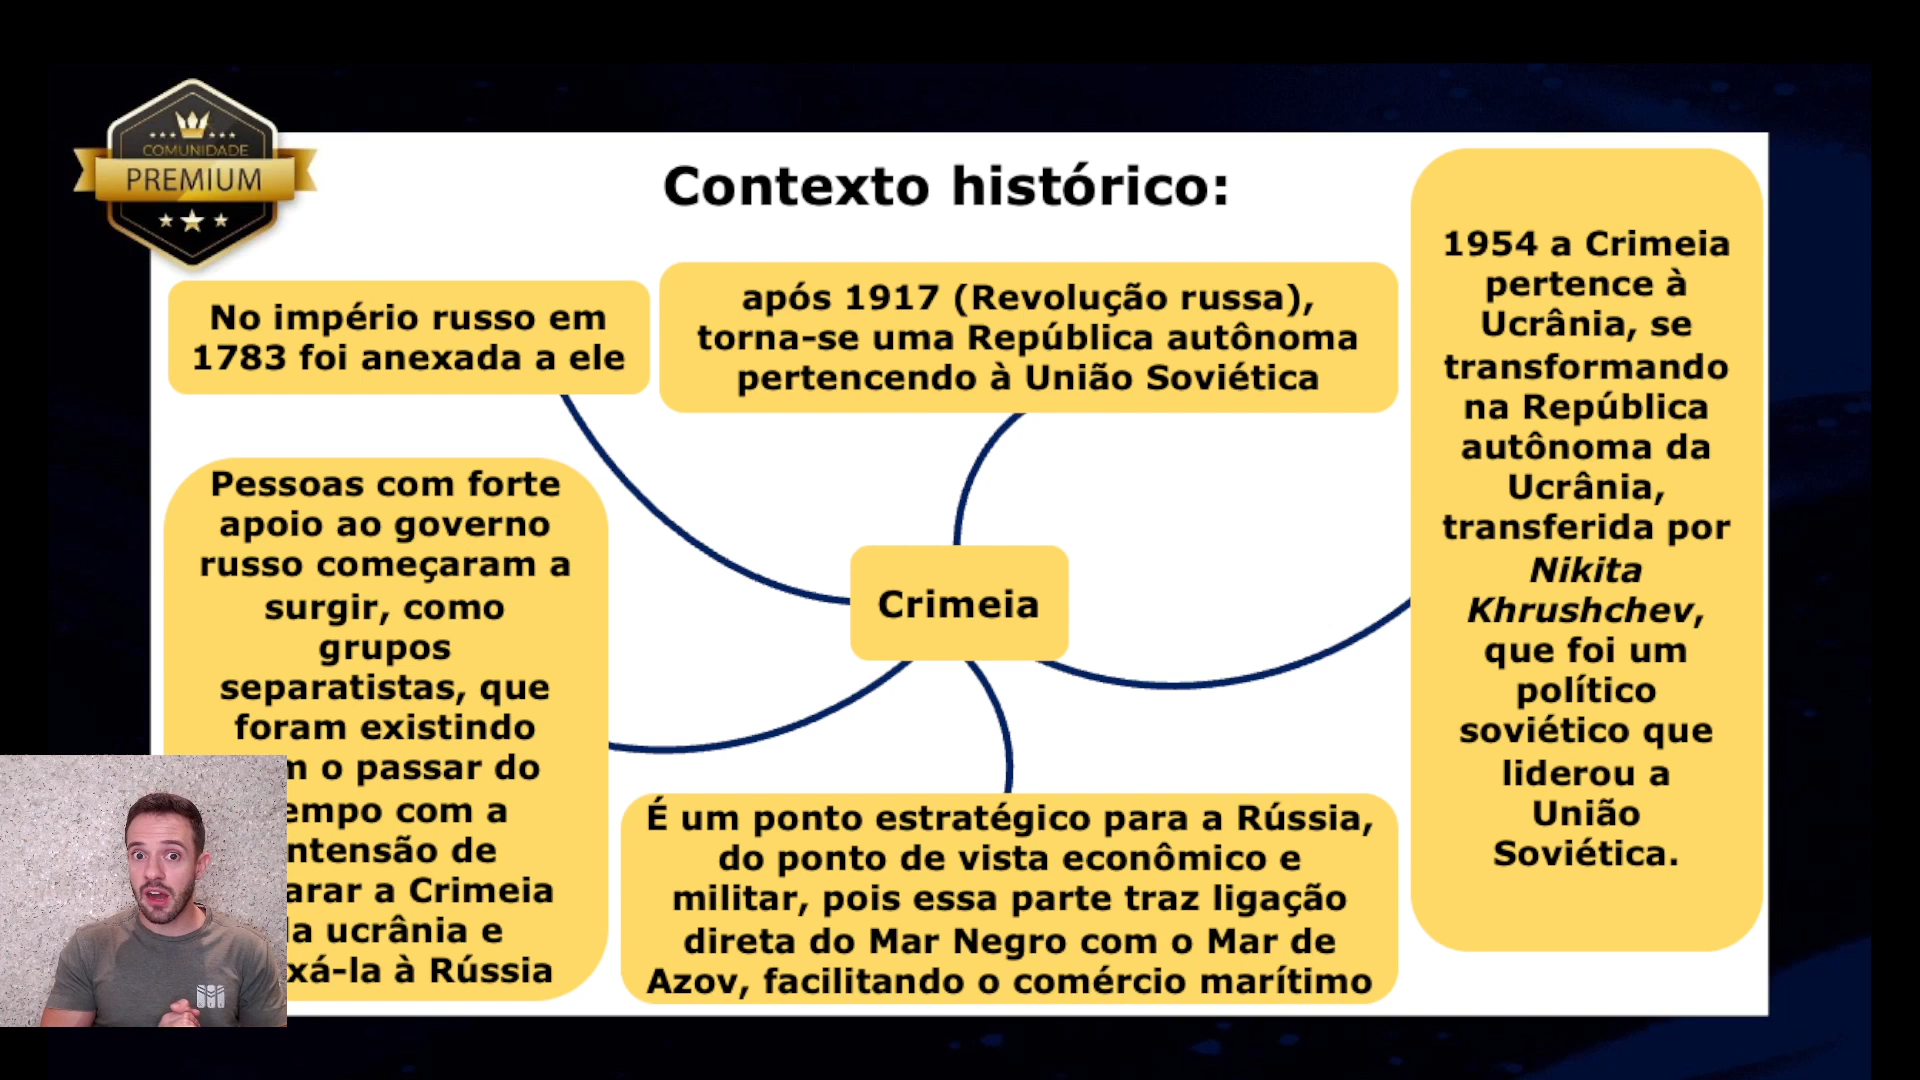 COMUNIDADE
PREMIUM
Contexto histórico:
No império russo em
1783 foi anexada a ele
após 1917 (Revolução russa),
torna-se uma República autônoma
pertencendo à União Soviética
1954 a Crimeia
pertence à
Ucrânia, se
transformando
na República
autônoma da
Ucrânia,
transferida por
Nikita
Khrushchev,
que foi um
político
soviético que
liderou a
União
Soviética.
Crimeia
Pessoas com forte
apoio ao governo
russo começaram a
surgir, como
grupos
separatistas, que
foram existindo
o passar do
com a
de
a Crimeia
ucrânia e
à Rússia
É um ponto estratégico para a Rússia,
do ponto de vista econômico e
militar, pois essa parte traz ligação
direta do Mar Negro com o Mar de
Azov, facilitando o comércio marítimo